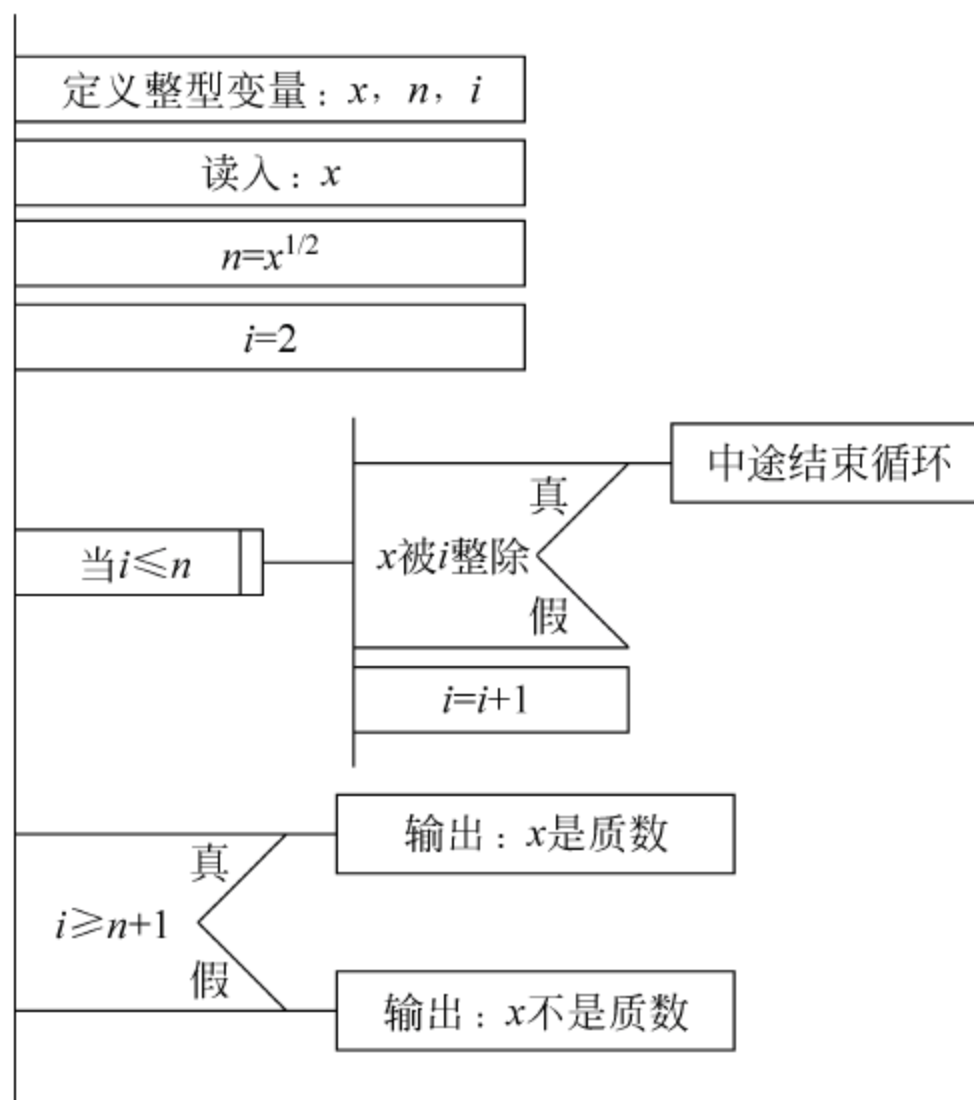 定义整型变量：x，n，i
读入：x
n=x^{1/2}
i=2
中途结束循环
真
当i≤n
x被i整除
假
i=i+1
输出：x是质数
真
i≥n+1
假
输出：x不是质数